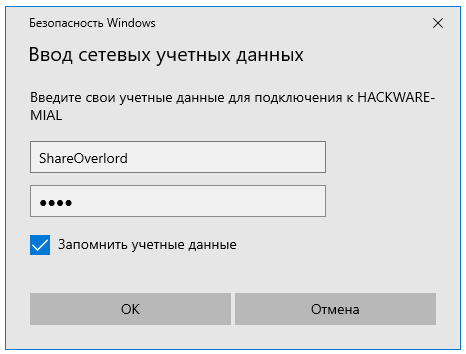 Безопасность Windows
Ввод сетевых учетных данных
Введите свои учетные данные для подключения к HACKWARE-
MIAL
ShareOverlord
●●●●
Запомнить учетные данные
OK
Отмена